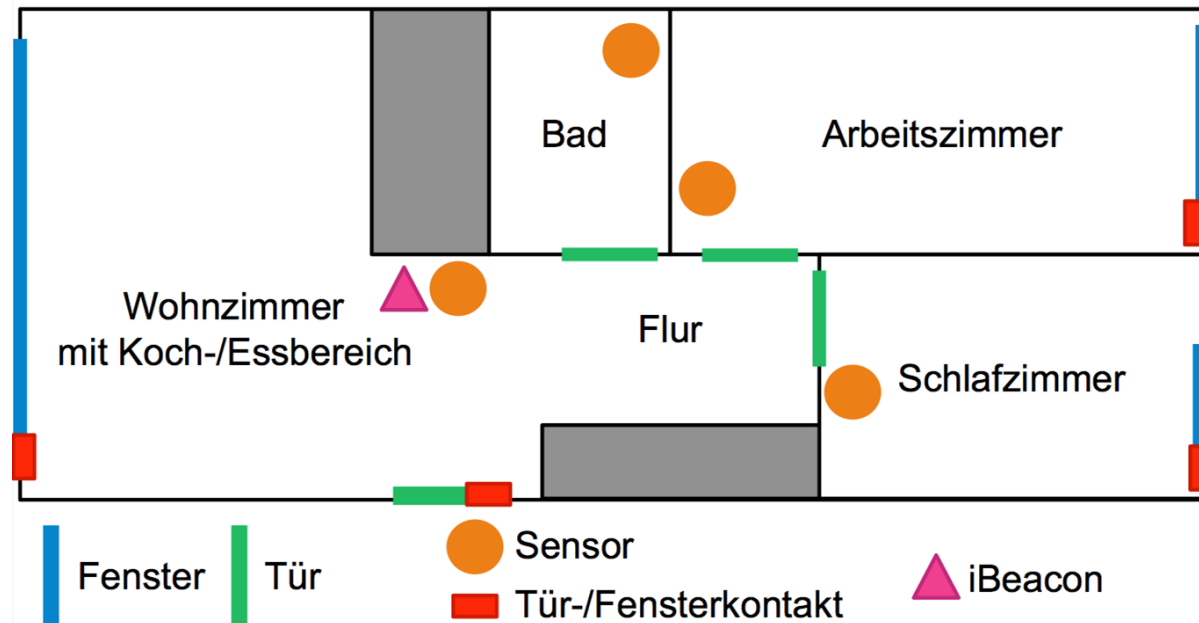 Bad
Arbeitszimmer
Wohnzimmer
mit Koch-/Essbereich
Flur
Schlafzimmer
Fenster
Tür
Sensor
Tür-/Fensterkontakt
iBeacon